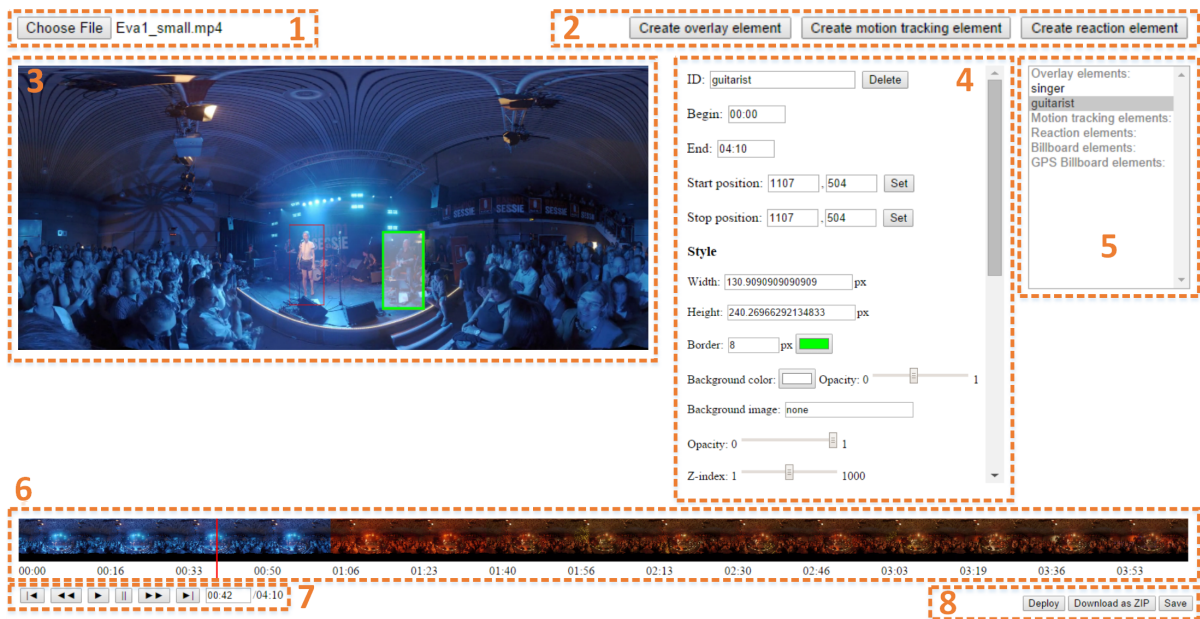 Choose File Eva1_small.mp4 1
2 Create overlay element Create motion tracking element Create reaction element
3
SESSIE
SESSIE
SESSIE
4
ID: guitarist Delete
Begin: 00:00
End: 04:10
Start position: 1107 , 504 Set
Stop position: 1107 , 504 Set
Style
Width: 130.9090909090909 px
Height: 240.26966292134833 px
Border: 8 px
Background color: Opacity: 0 1
Background image: none
Opacity: 0 1
Z-index: 1 1000
Overlay elements:
singer
guitarist
Motion tracking elements:
Reaction elements:
Billboard elements:
GPS Billboard elements:
5
6
00:00 00:16 00:33 00:50 01:06 01:23 01:40 01:56 02:13 02:30 02:46 03:03 03:19 03:36 03:53
00:42 /04:10 7
8 Deploy Download as ZIP Save